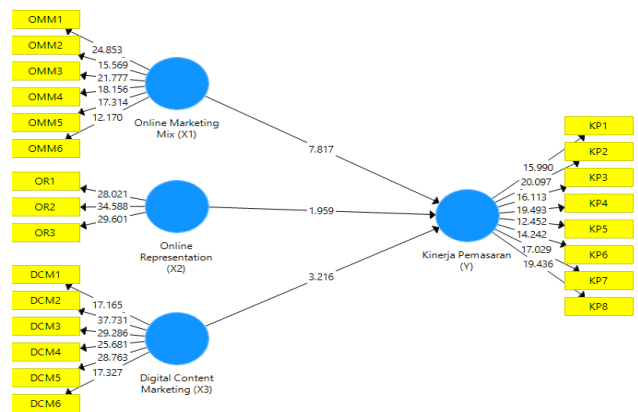 OMM1
OMM2
OMM3
OMM4
OMM5
OMM6
24.853
15.569
21.777
18.156
17.314
12.170
Online Marketing
Mix (X1)
7.817
OR1
OR2
OR3
28.021
34.588
29.601
Online
Representation
(X2)
1.959
DCM1
DCM2
DCM3
DCM4
DCM5
DCM6
17.165
37.731
29.286
25.681
28.763
17.327
Digital Content
Marketing (X3)
3.216
Kinerja Pemasaran
(Y)
15.990
20.097
16.113
19.493
12.452
14.242
17.029
19.436
KP1
KP2
KP3
KP4
KP5
KP6
KP7
KP8